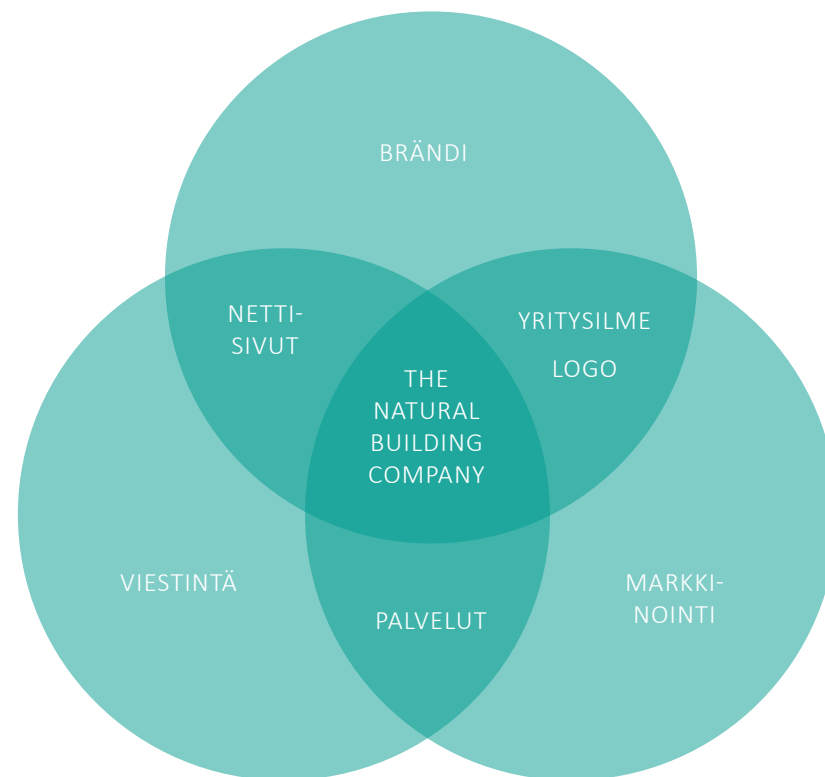 BRÄNDI
NETTI-
SIVUT
YRITYSILME
LOGO
THE
NATURAL
BUILDING
COMPANY
VIESTINTÄ
MARKKI-
NOINTI
PALVELUT